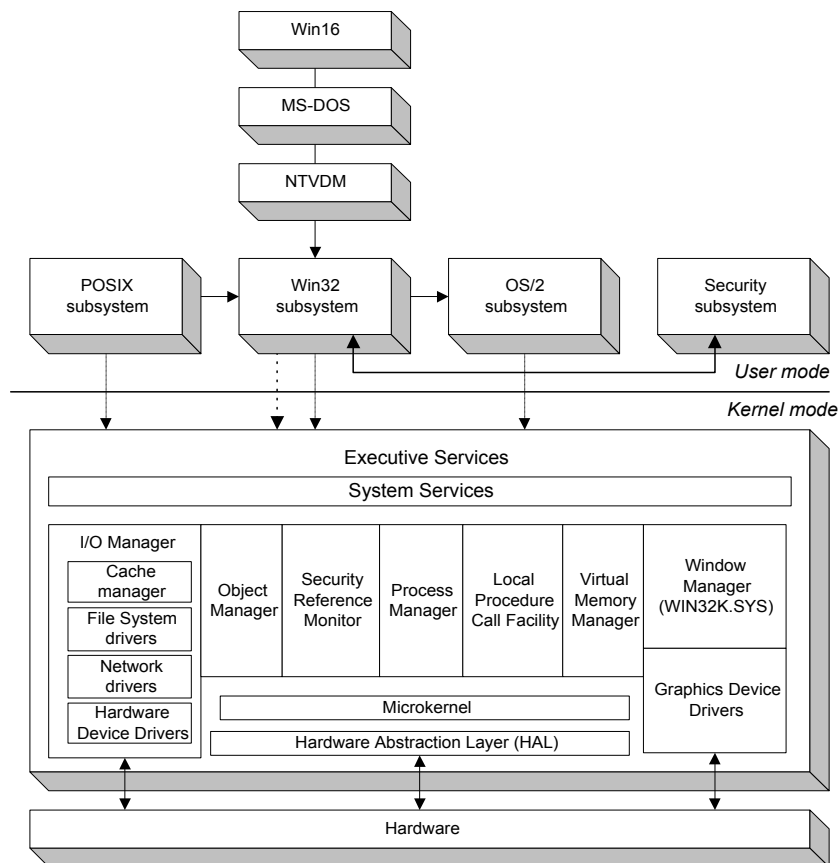 Win16
MS-DOS
NTVDM
POSIX
subsystem
Win32
subsystem
OS/2
subsystem
Security
subsystem
User mode
Kernel mode
Executive Services
System Services
I/O Manager
Cache
manager
File System
drivers
Network
drivers
Hardware
Device Drivers
Object
Manager
Security
Reference
Monitor
Process
Manager
Local
Procedure
Call Facility
Virtual
Memory
Manager
Window
Manager
(WIN32K.SYS)
Graphics Device
Drivers
Microkernel
Hardware Abstraction Layer (HAL)
Hardware